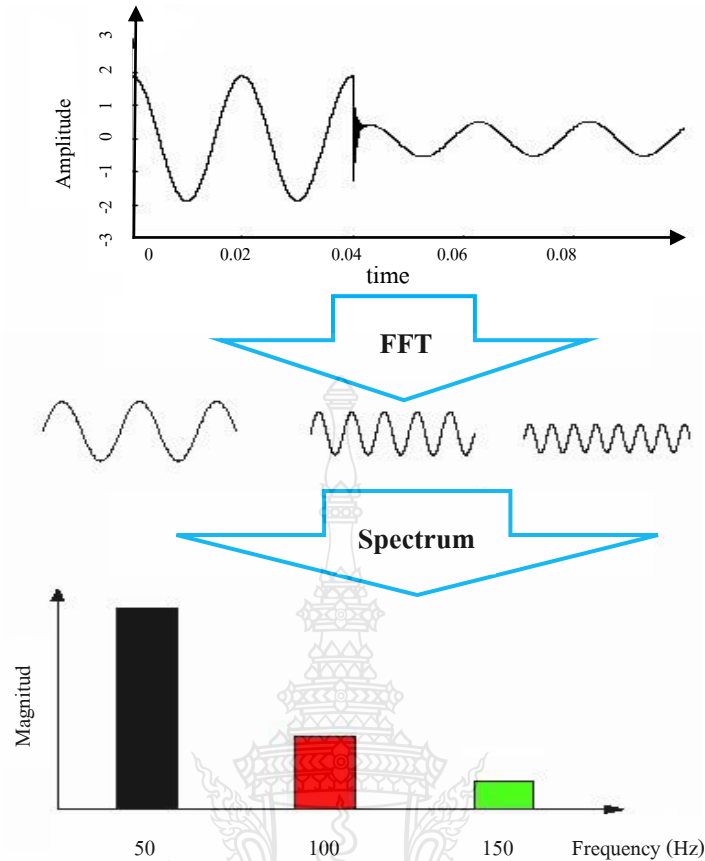 3
2
1
0
-1
-2
-3
Amplitude
0 0.02 0.04 0.06 0.08
time
FFT
Spectrum
Magnitud
50 100 150 Frequency (Hz)